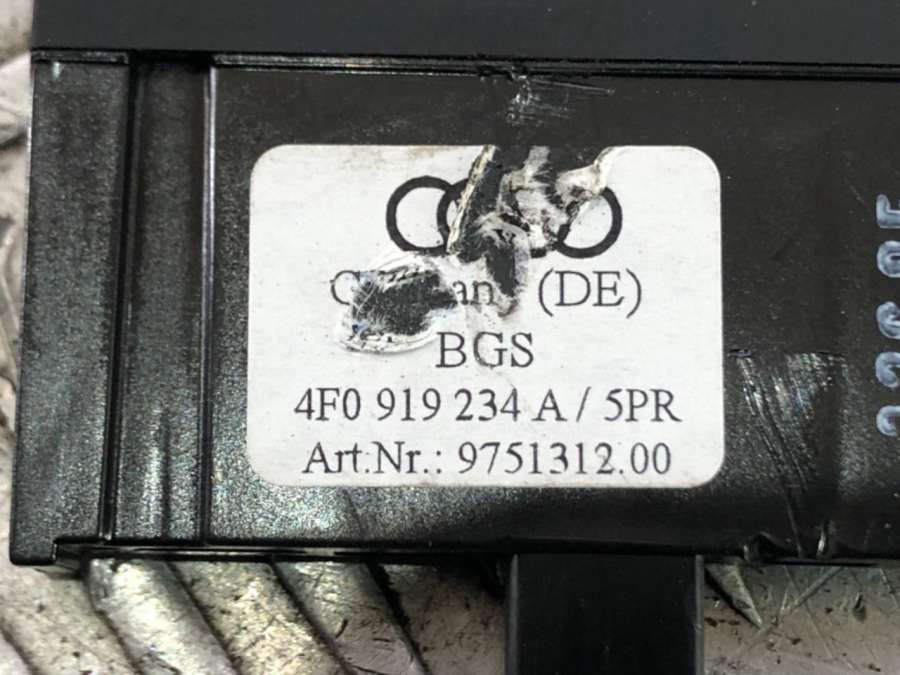 (DE)
BGS
4F0 919 234 A / 5PR
Art.Nr.: 9751312.00